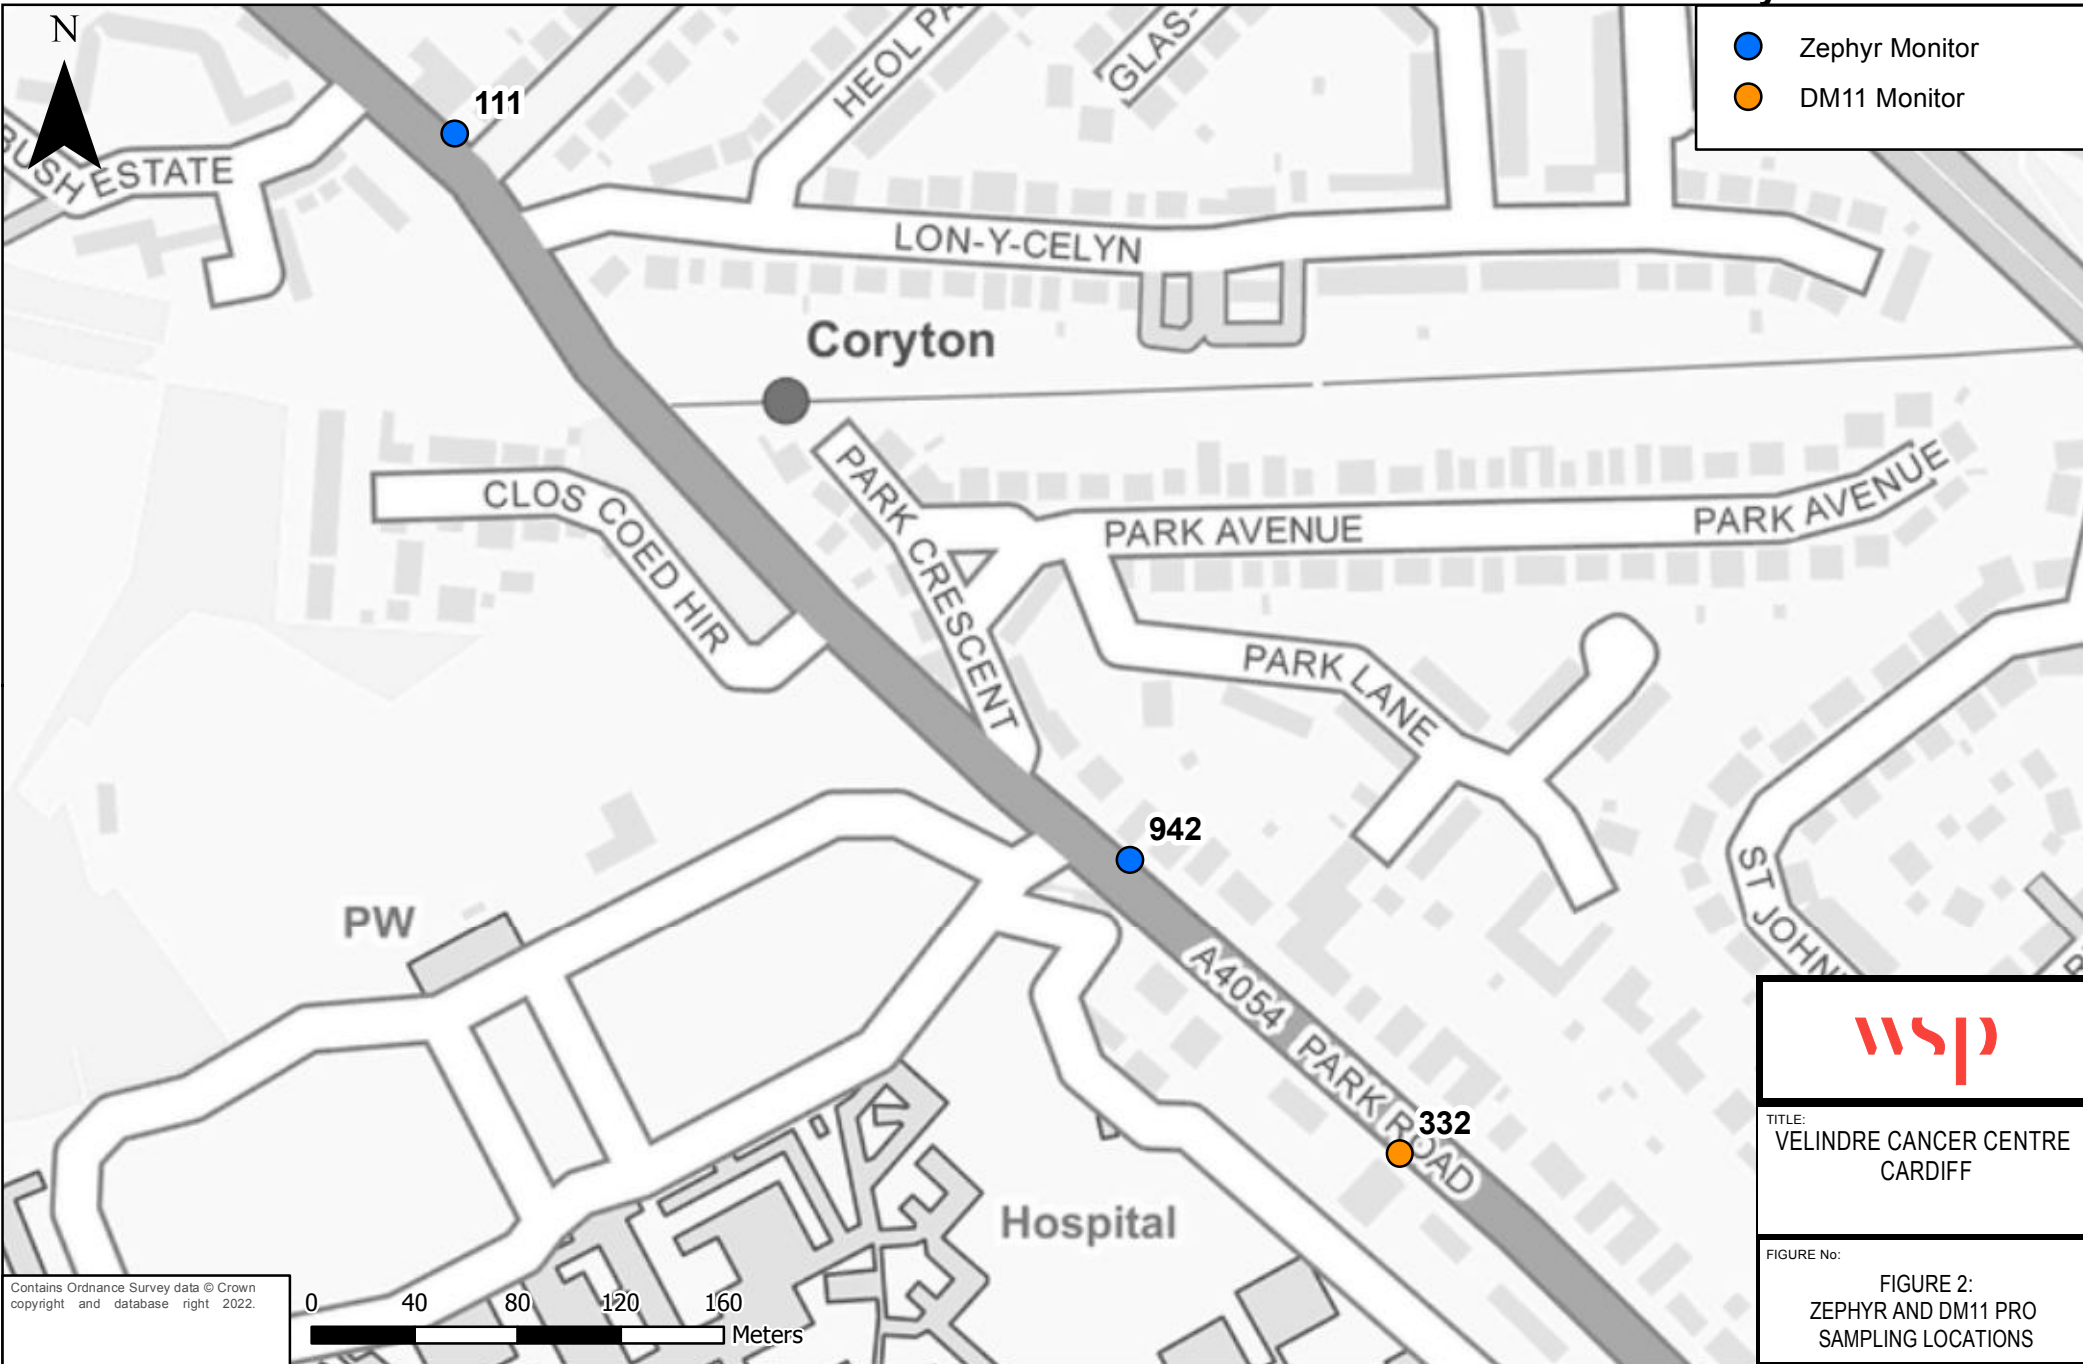 N
Zephyr Monitor
DM11 Monitor
111
HEOL PA
GLAS-
BUSH ESTATE
LON-Y-CELYN
Coryton
PARK CRESCENT
CLOS COED HIR
PARK AVENUE
PARK AVENUE
PARK LANE
942
ST JOHN
PW
A4054 PARK ROAD
332
Hospital
wsp
TITLE:
VELINDRE CANCER CENTRE
CARDIFF
FIGURE No:
FIGURE 2:
ZEPHYR AND DM11 PRO
SAMPLING LOCATIONS
Contains Ordnance Survey data © Crown
copyright and database right 2022.
0 40 80 120 160
Meters